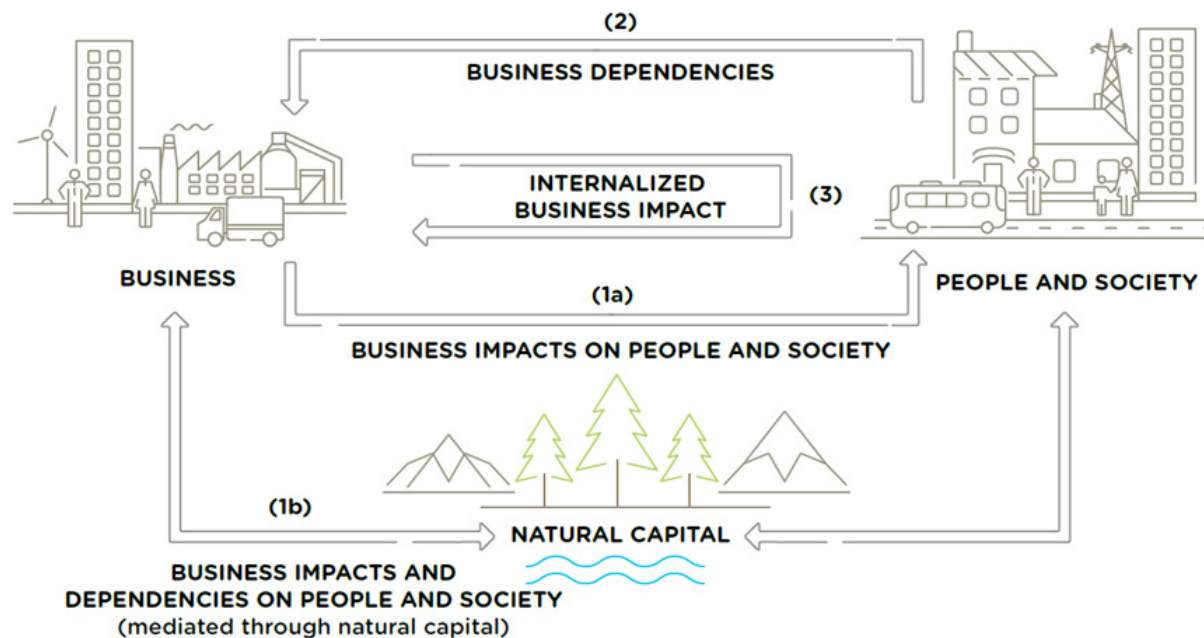 (2)
BUSINESS DEPENDENCIES
INTERNALIZED
BUSINESS IMPACT
(3)
BUSINESS
PEOPLE AND SOCIETY
(1a)
BUSINESS IMPACTS ON PEOPLE AND SOCIETY
(1b)
NATURAL CAPITAL
BUSINESS IMPACTS AND
DEPENDENCIES ON PEOPLE AND SOCIETY
(mediated through natural capital)